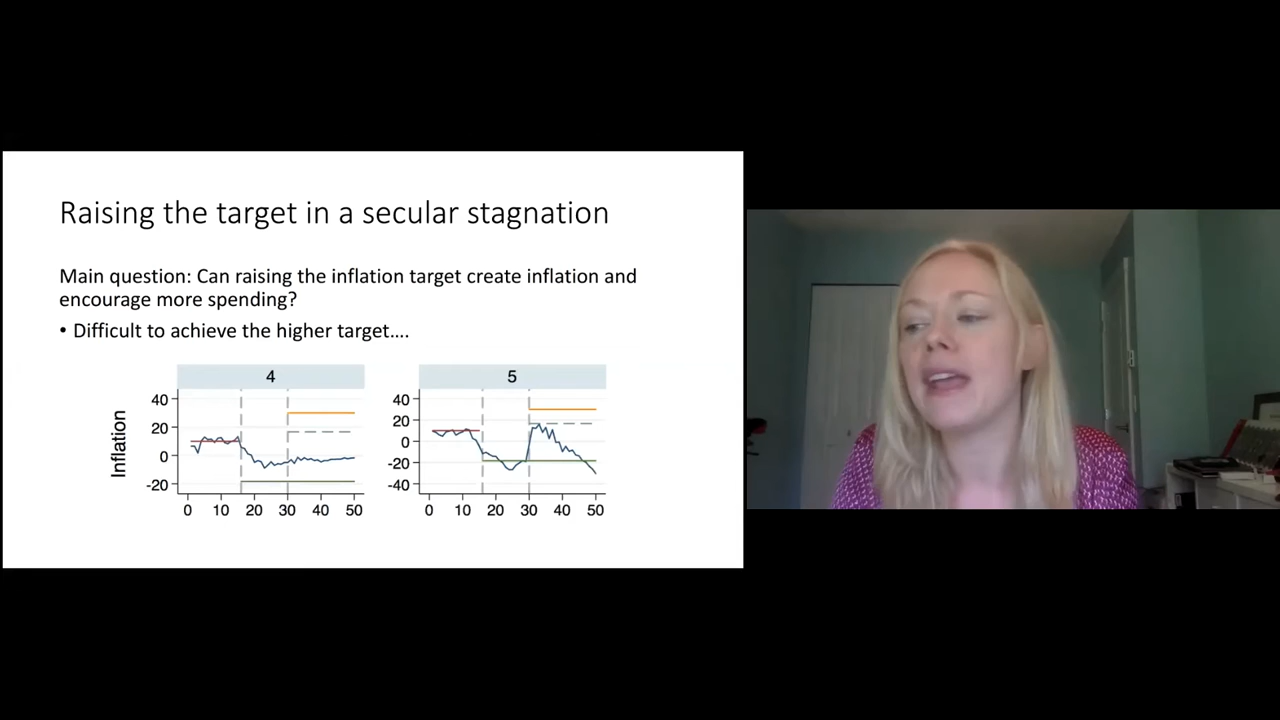 Raising the target in a secular stagnation
Main question: Can raising the inflation target create inflation and
encourage more spending?
• Difficult to achieve the higher target....
4
5
Inflation
40
20
0
-20
0 10 20 30 40 50
40
20
0
-20
-40
0 10 20 30 40 50